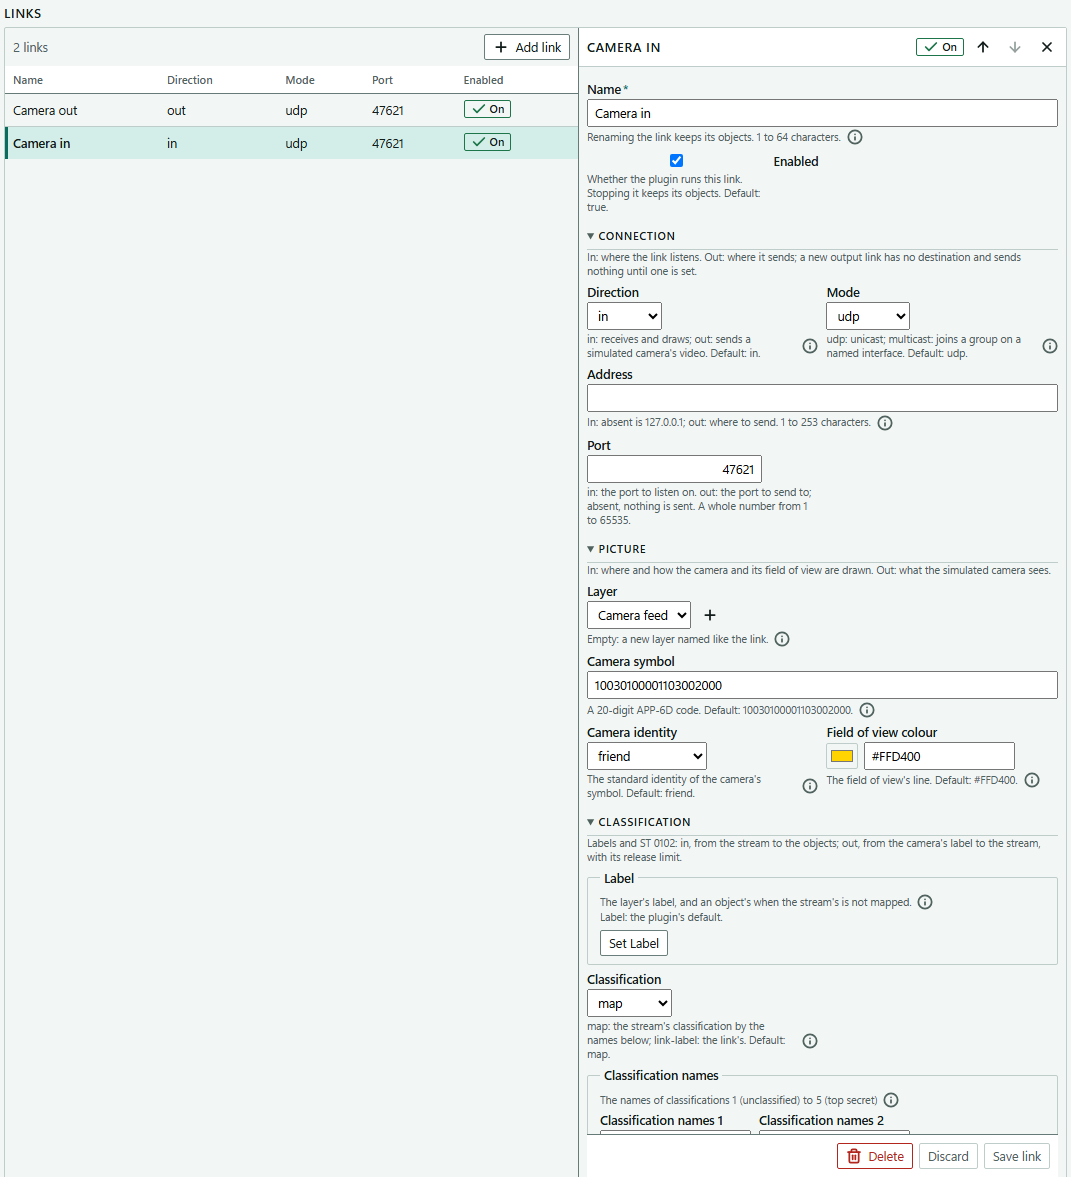 LINKS
2 links
Add link
Name Direction Mode Port Enabled
Camera out out udp 47621 On
Camera in in udp 47621 On
CAMERA IN
On
Name*
Camera in
Renaming the link keeps its objects. 1 to 64 characters.
Enabled
Whether the plugin runs this link.
Stopping it keeps its objects. Default:
true.
CONNECTION
In: where the link listens. Out: where it sends; a new output link has no destination and sends
nothing until one is set.
Direction Mode
in udp
in: receives and draws; out: sends a
simulated camera's video. Default: in.
udp: unicast; multicast: joins a group on a
named interface. Default: udp.
Address
In: absent is 127.0.0.1; out: where to send. 1 to 253 characters.
Port
47621
in: the port to listen on. out: the port to send to;
absent, nothing is sent. A whole number from 1
to 65535.
PICTURE
In: where and how the camera and its field of view are drawn. Out: what the simulated camera sees.
Layer
Camera feed
Empty: a new layer named like the link.
Camera symbol
10030100001103002000
A 20-digit APP-6D code. Default: 10030100001103002000.
Camera identity Field of view colour
friend #FFD400
The standard identity of the camera's
symbol. Default: friend.
The field of view's line. Default: #FFD400.
CLASSIFICATION
Labels and ST 0102: in, from the stream to the objects; out, from the camera's label to the stream,
with its release limit.
Label
The layer's label, and an object's when the stream's is not mapped.
Label: the plugin's default.
Set Label
Classification
map
map: the stream's classification by the
names below; link-label: the link's. Default:
map.
Classification names
The names of classifications 1 (unclassified) to 5 (top secret)
Classification names 1 Classification names 2
Delete Discard Save link